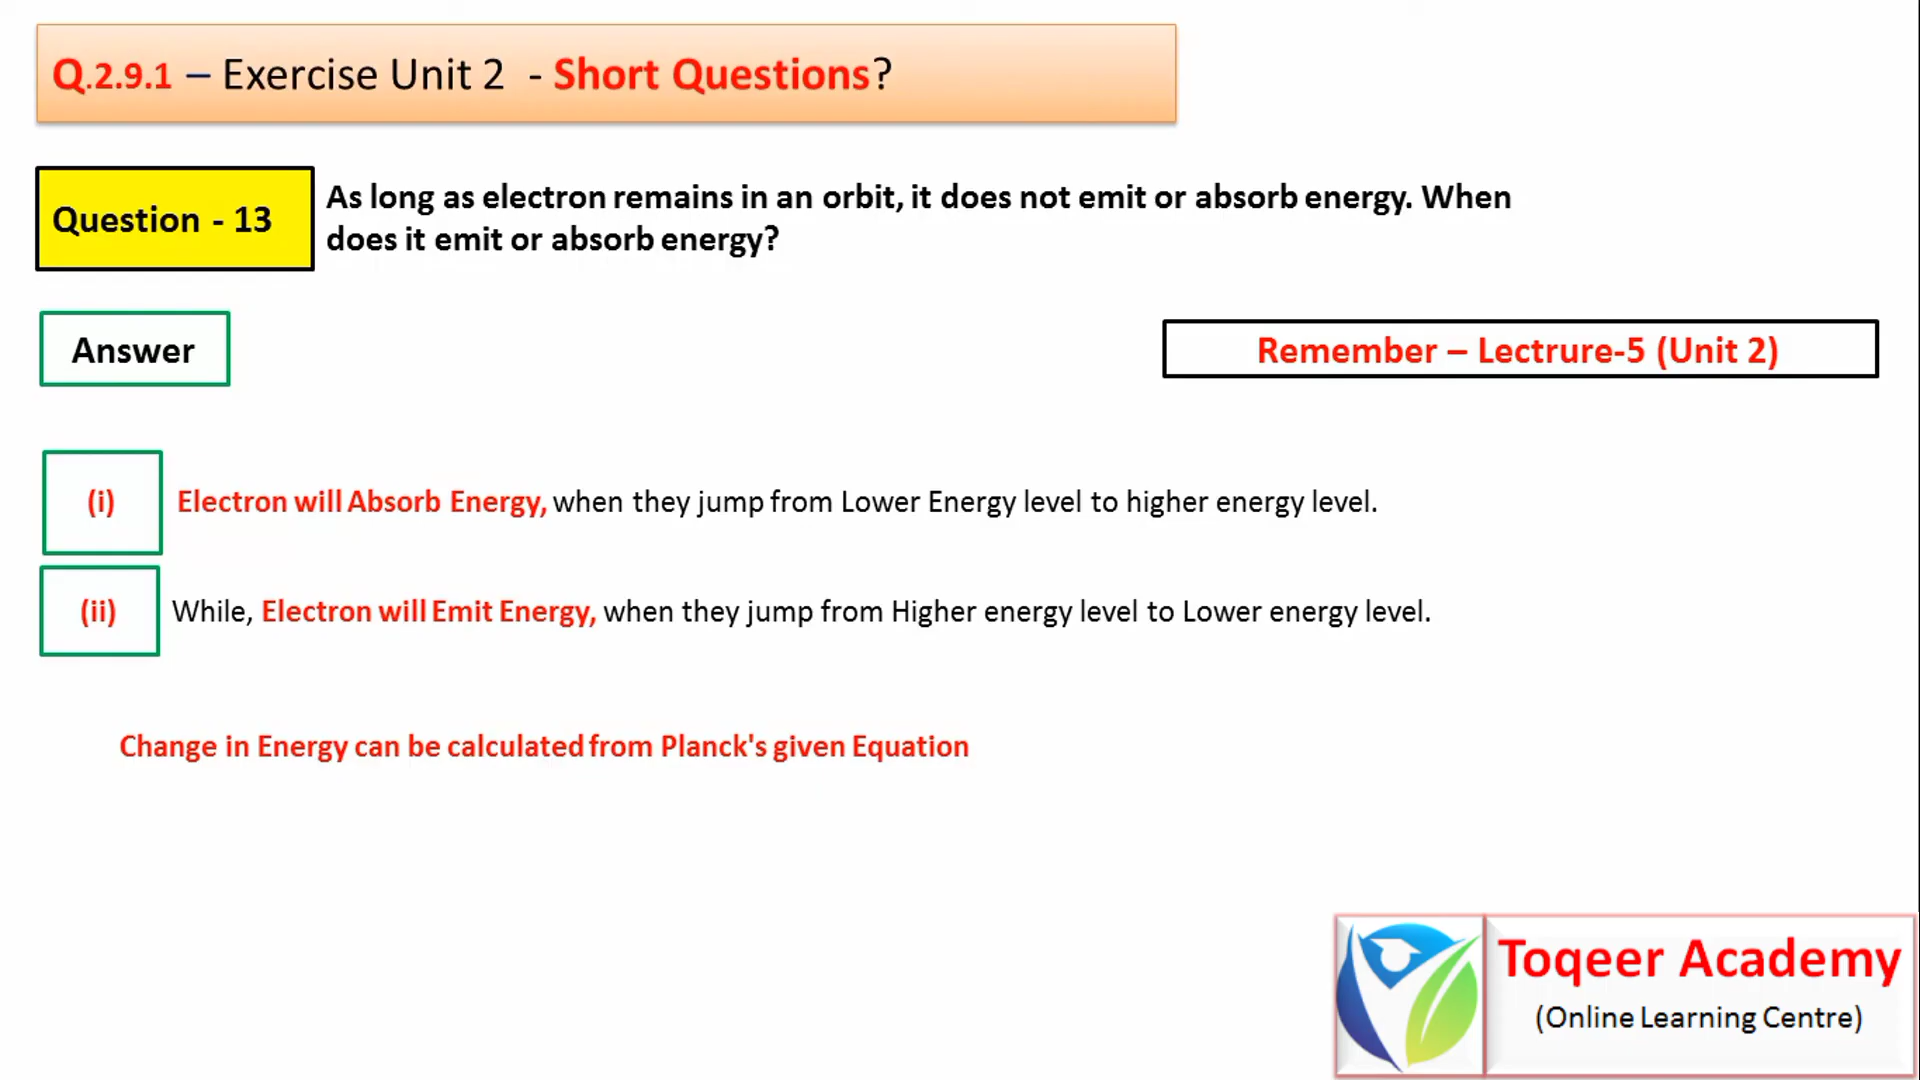 Q.2.9.1 – Exercise Unit 2 - Short Questions?
Question - 13
As long as electron remains in an orbit, it does not emit or absorb energy. When
does it emit or absorb energy?
Answer
Remember – Lectrure-5 (Unit 2)
(i) Electron will Absorb Energy, when they jump from Lower Energy level to higher energy level.
(ii) While, Electron will Emit Energy, when they jump from Higher energy level to Lower energy level.
Change in Energy can be calculated from Planck's given Equation
Toqeer Academy
(Online Learning Centre)